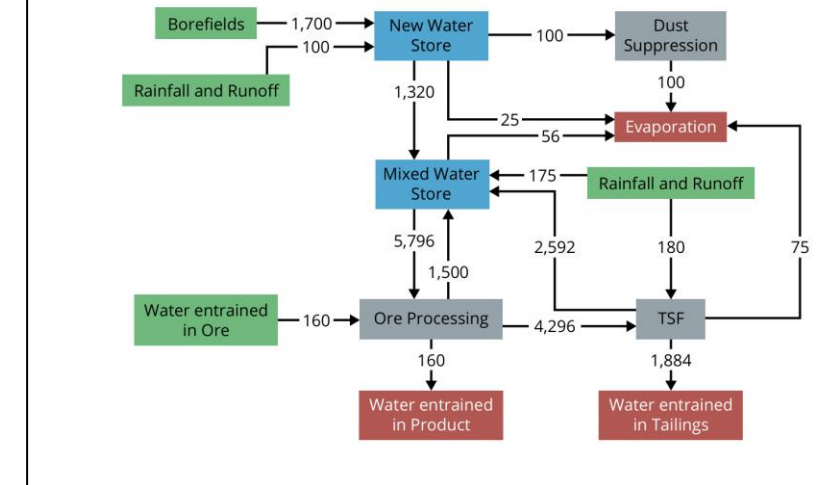 Borefields
1,700
New Water
Store
100
Dust
Suppression
100
Rainfall and Runoff
1,320
100
25
Evaporation
56
Mixed Water
Store
175
Rainfall and Runoff
5,796
1,500
2,592
180
75
Water entrained
in Ore
160
Ore Processing
4,296
TSF
160
1,884
Water entrained
in Product
Water entrained
in Tailings